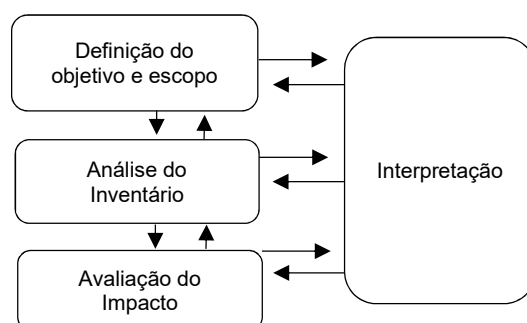 Definição do
objetivo e escopo
Análise do
Inventário
Interpretação
Avaliação do
Impacto